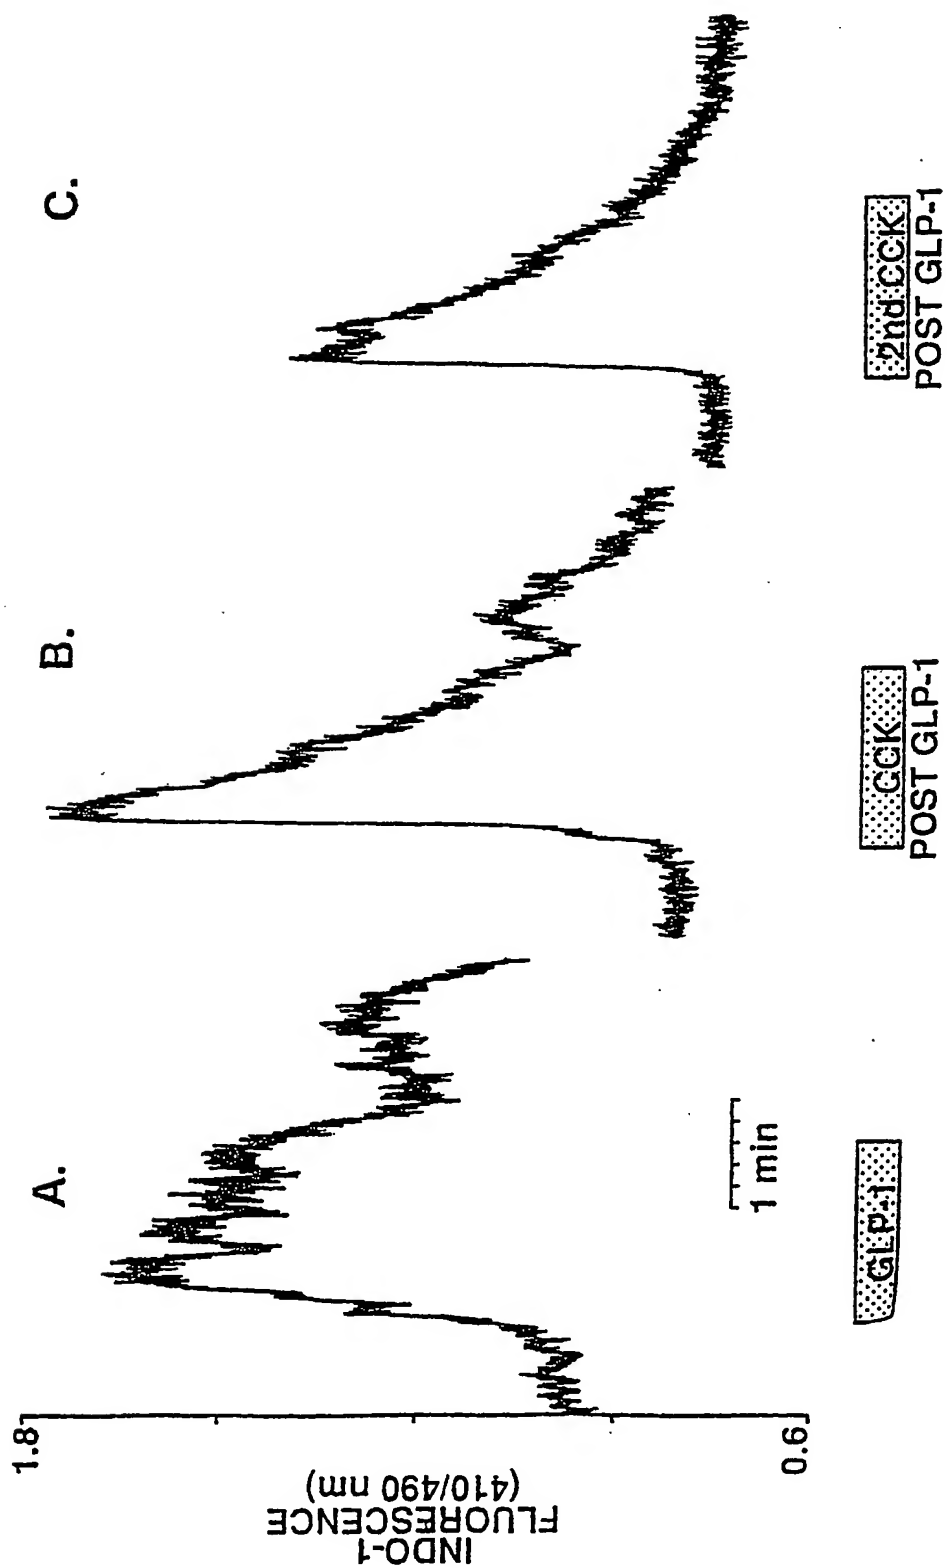 A.
B.
C.
1.8
0.6
INDO-1
FLUORESCENCE
(410/490 nm)
1 min
GLP-1
CCK
POST GLP-1
2nd CCK
POST GLP-1